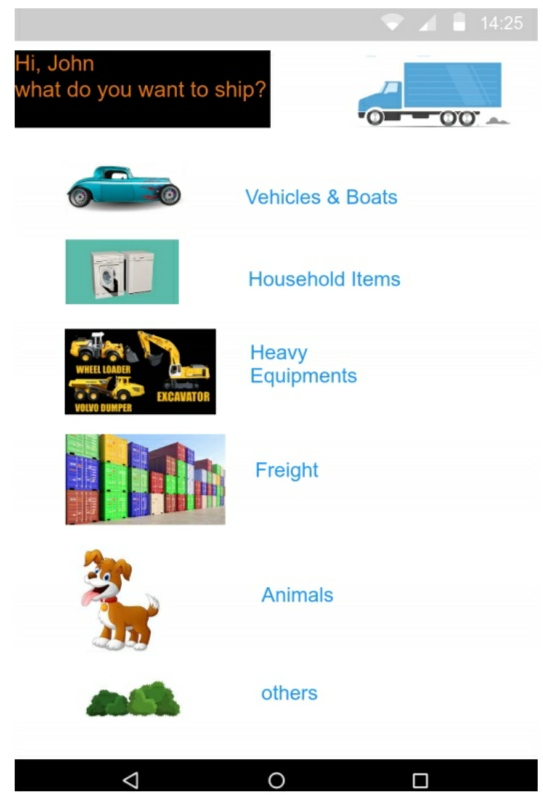 14:25
Hi, John
what do you want to ship?
Vehicles & Boats
Household Items
WHEEL LOADER
VOLVO DUMPER
EXCAVATOR
Heavy
Equipments
Freight
Animals
others